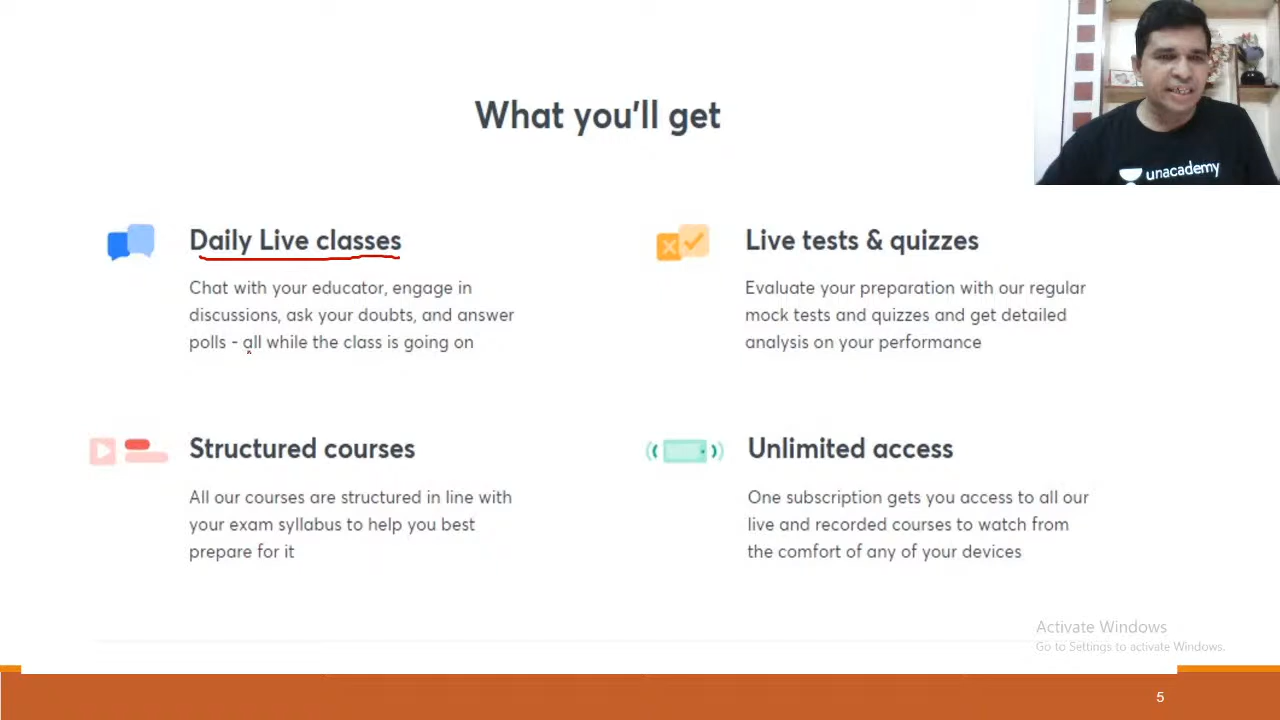 What you'll get
unacademy
Daily Live classes
Chat with your educator, engage in
discussions, ask your doubts, and answer
polls - all while the class is going on
Live tests & quizzes
Evaluate your preparation with our regular
mock tests and quizzes and get detailed
analysis on your performance
Structured courses
All our courses are structured in line with
your exam syllabus to help you best
prepare for it
Unlimited access
One subscription gets you access to all our
live and recorded courses to watch from
the comfort of any of your devices
Activate Windows
Go to Settings to activate Windows.
5